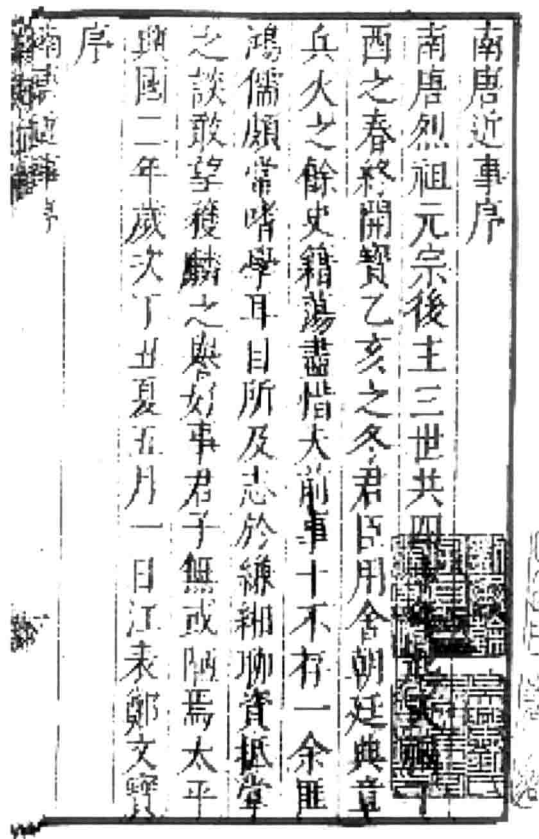 南唐近事序
南唐烈祖元宗後主三世共四丁
酉之春終開寶乙亥之冬君臣用舍朝廷典章
兵火之餘史籍蕩盡惜大前事十不存一余匪
鴻儒頗常嗜學耳目所及志於縑緗聊資抵掌
之談敢望獲麟之譽好事君子無或陋焉太平
興國二年歲次丁丑夏五月一日江表鄭文寶
序
南唐近事序